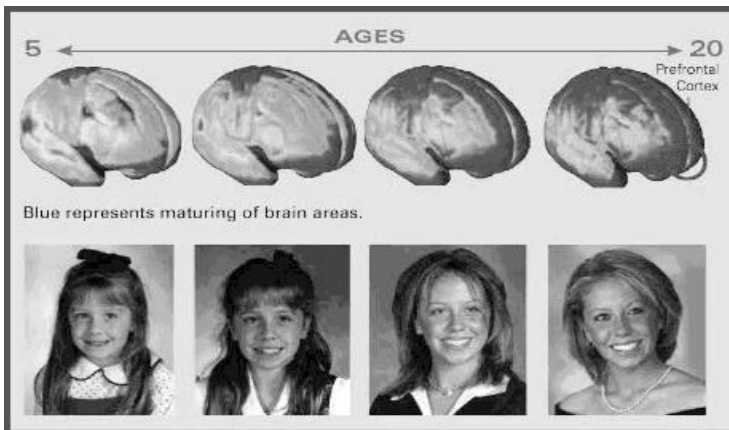 AGES
5 20
Prefrontal
Cortex
Blue represents maturing of brain areas.